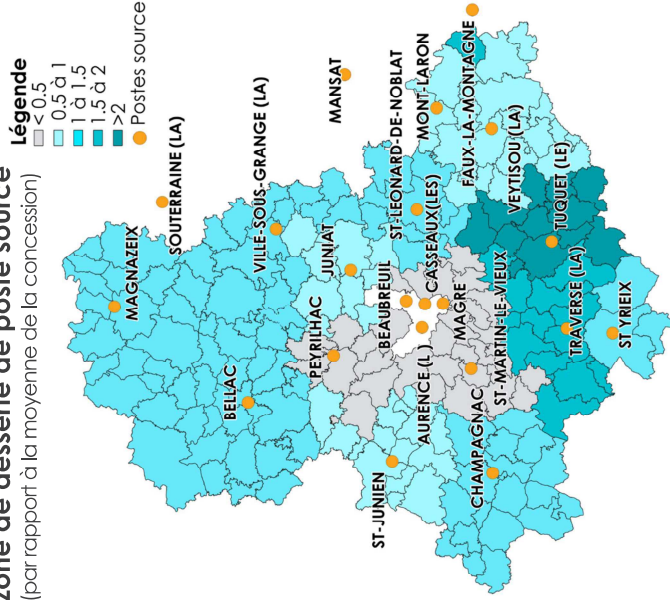 zone de desserte de poste source
(par rapport à la moyenne de la concession)
Légende
< 0.5
0.5 à 1
1 à 1.5
1.5 à 2
>2
Postes source
MAGNAZEIX
SOUTERRAINE (LA)
BELLAC
VILLE-SOUS-GRANGE (LA)
MANSAT
PEYRILHAC
JUNIAT
ST-LEONARD-DE-NOBLAT
MONT-LARON
FAUX-LA-MONTAGNE
ST-JUNIEN
BEAUBREUIL
AURENCE(L')
CASSEAUX(LES)
MAGRE
VEYTISOU (LA)
CHAMPAGNAC
ST-MARTIN-LE-VIEUX
TUQUET (LE)
TRAVERSE (LA)
ST YRIEIX